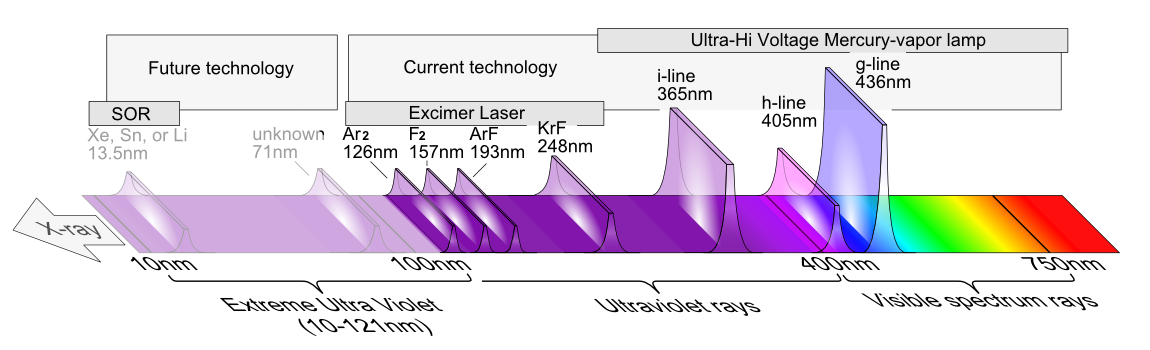 Ultra-Hi Voltage Mercury-vapor lamp
Future technology
Current technology
SOR
Excimer Laser
Xe, Sn, or Li
13.5nm
unknown
71nm
Ar2
126nm
F2
157nm
ArF
193nm
KrF
248nm
i-line
365nm
h-line
405nm
g-line
436nm
X-ray
10nm
100nm
400nm
750nm
Extreme Ultra Violet
(10-121nm)
Ultraviolet rays
Visible spectrum rays